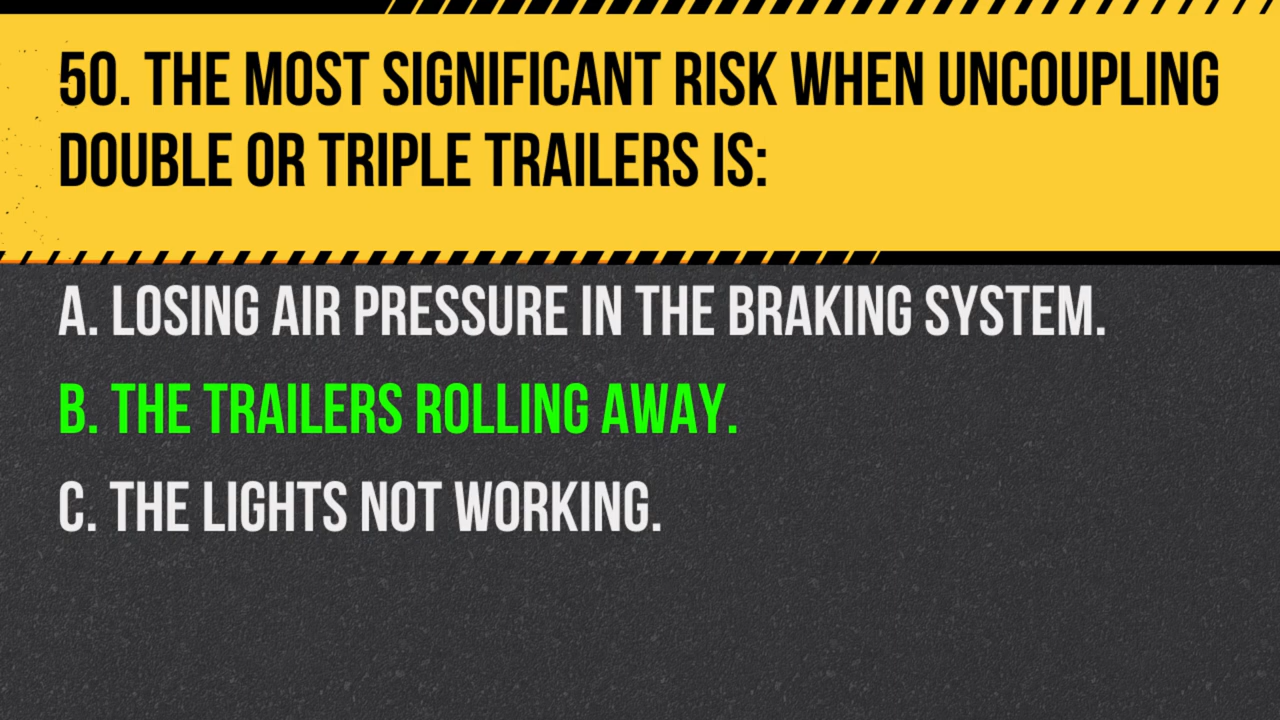 50. THE MOST SIGNIFICANT RISK WHEN UNCOUPLING
DOUBLE OR TRIPLE TRAILERS IS:
A. LOSING AIR PRESSURE IN THE BRAKING SYSTEM.
B. THE TRAILERS ROLLING AWAY.
C. THE LIGHTS NOT WORKING.